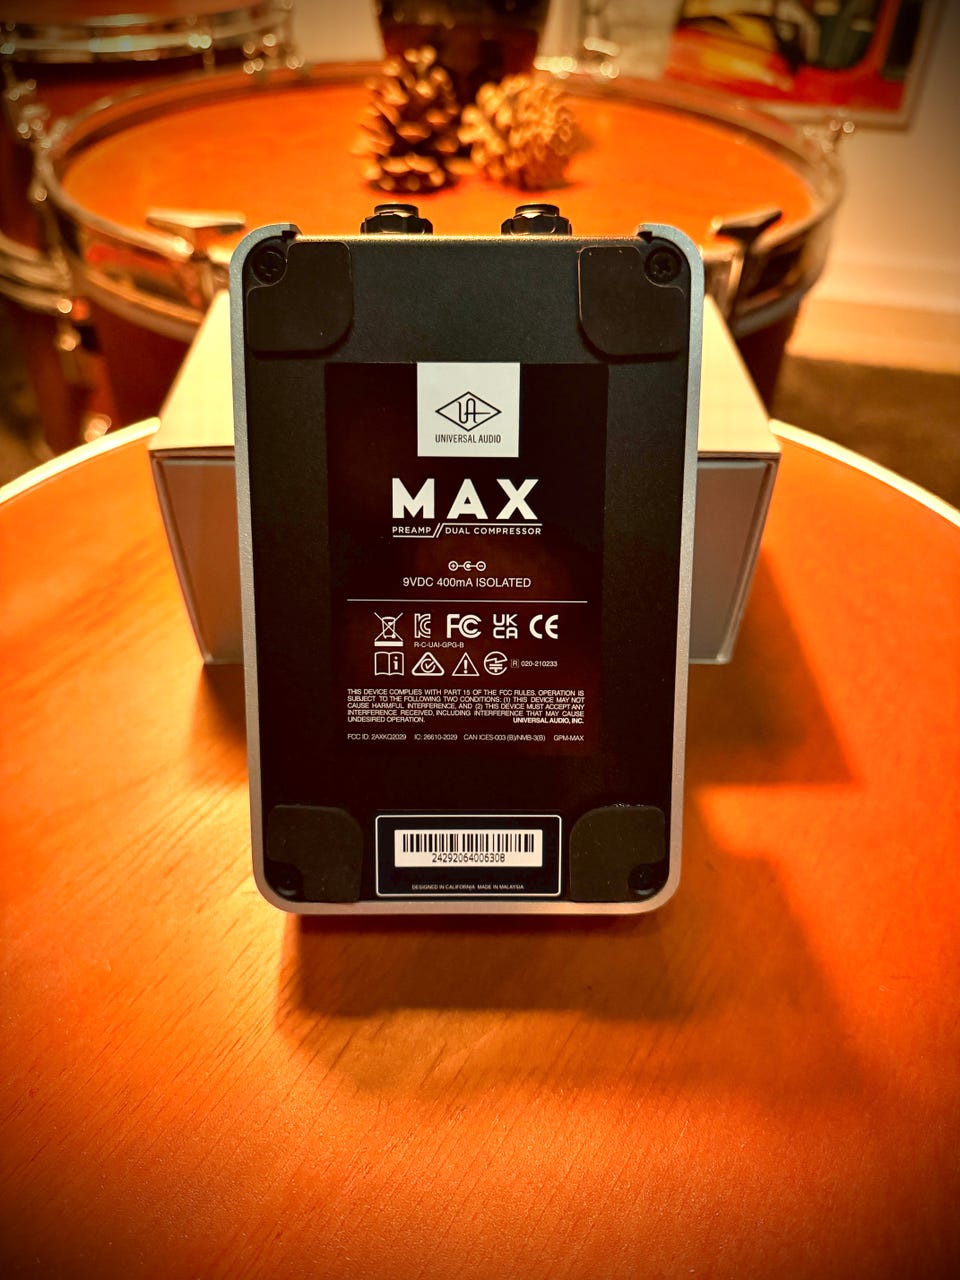 UA
UNIVERSAL AUDIO
MAX
PREAMP // DUAL COMPRESSOR
9VDC 400mA ISOLATED
FC UK CA CE
R-C-UAI-GPG-B
R 020-210233
THIS DEVICE COMPLIES WITH PART 15 OF THE FCC RULES. OPERATION IS
SUBJECT TO THE FOLLOWING TWO CONDITIONS: (1) THIS DEVICE MAY NOT
CAUSE HARMFUL INTERFERENCE, AND (2) THIS DEVICE MUST ACCEPT ANY
INTERFERENCE RECEIVED, INCLUDING INTERFERENCE THAT MAY CAUSE
UNDESIRED OPERATION. UNIVERSAL AUDIO, INC.
FCC ID: 2AXKQ2029 IC: 26610-2029 CAN ICES-003 (B)/NMB-3(B) GPM-MAX
24292064006308
DESIGNED IN CALIFORNIA MADE IN MALAYSIA